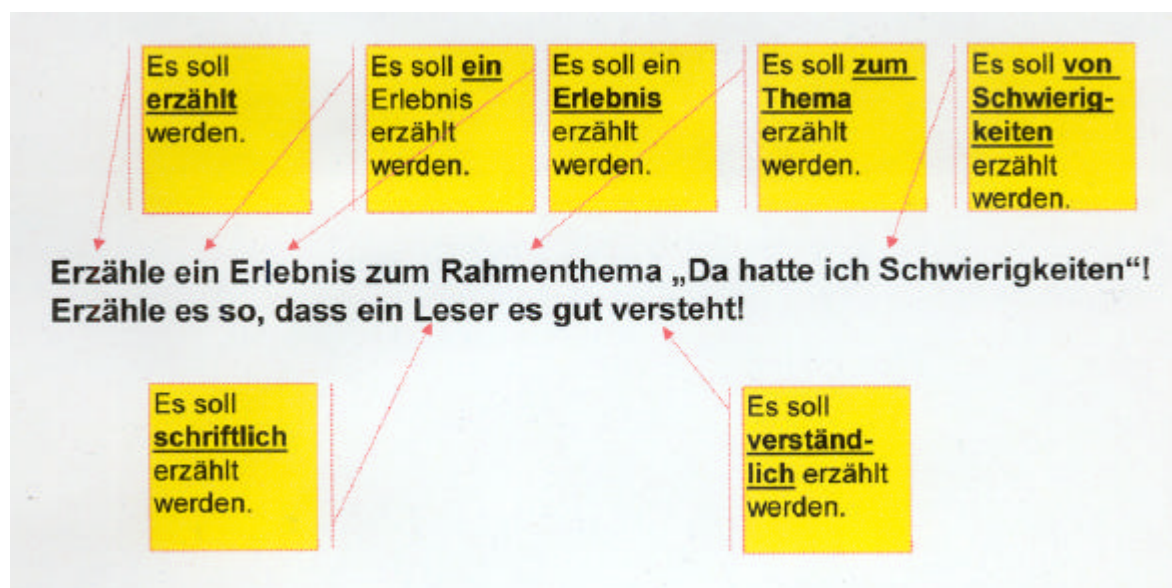 Es soll
erzählt
werden.
Es soll ein
Erlebnis
erzählt
werden.
Es soll ein
Erlebnis
erzählt
werden.
Es soll zum
Thema
erzählt
werden.
Es soll von
Schwierig-
keiten
erzählt
werden.
Erzähle ein Erlebnis zum Rahmenthema „Da hatte ich Schwierigkeiten“!
Erzähle es so, dass ein Leser es gut versteht!
Es soll
schriftlich
erzählt
werden.
Es soll
verständ-
lich erzählt
werden.